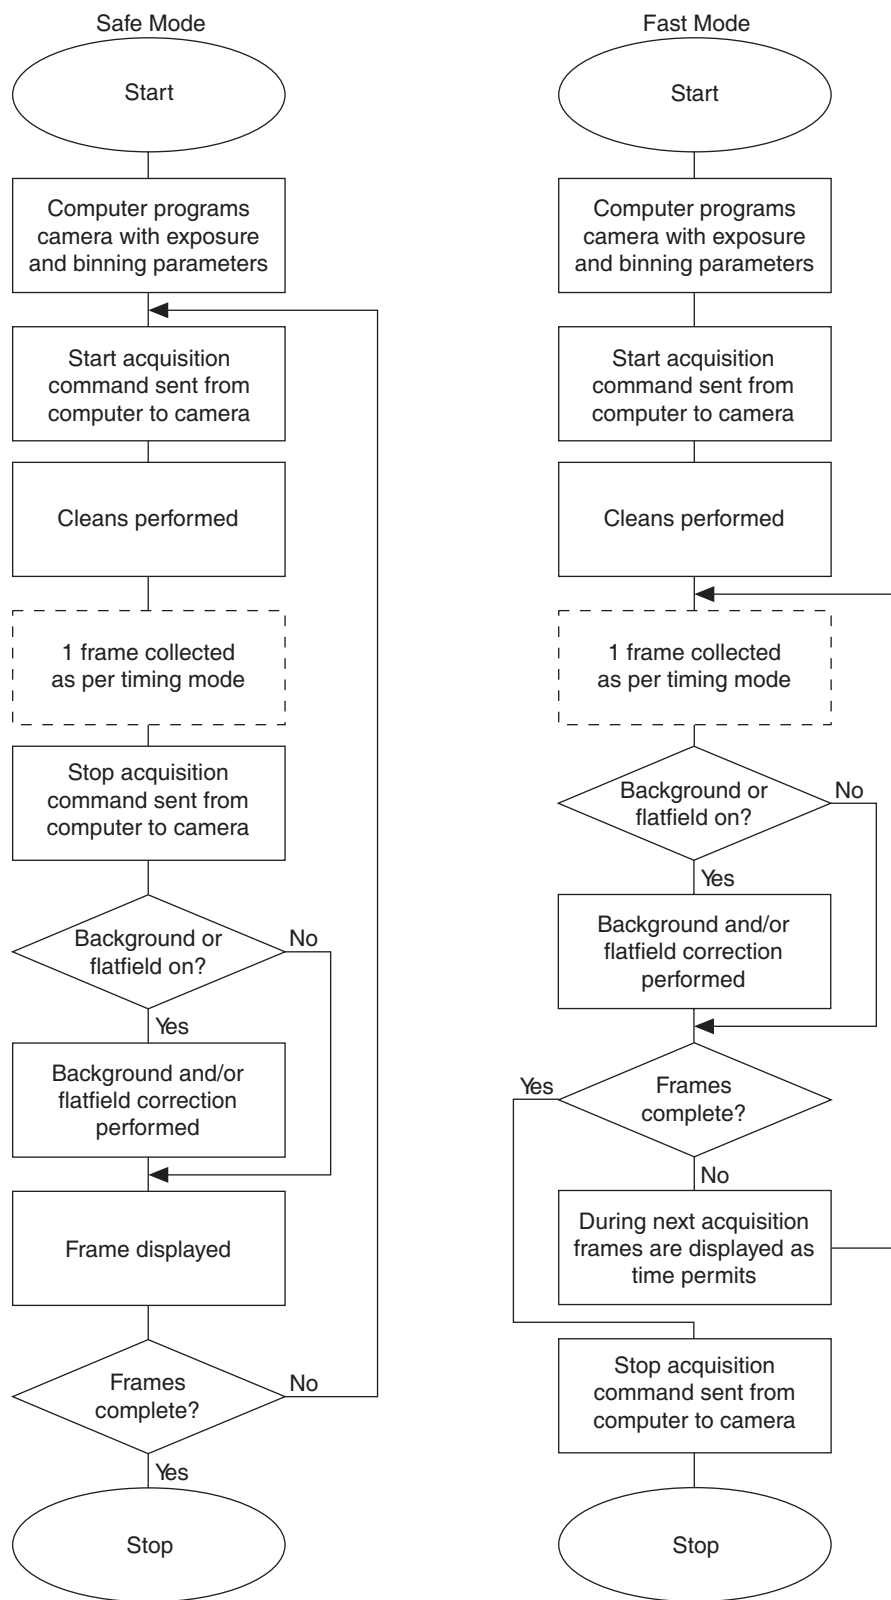 Safe Mode
Start
Computer programs
camera with exposure
and binning parameters
Start acquisition
command sent from
computer to camera
Cleans performed
1 frame collected
as per timing mode
Stop acquisition
command sent from
computer to camera
Background or
flatfield on?
No
Yes
Background and/or
flatfield correction
performed
Frame displayed
Frames
complete?
No
Yes
Stop
Fast Mode
Start
Computer programs
camera with exposure
and binning parameters
Start acquisition
command sent from
computer to camera
Cleans performed
1 frame collected
as per timing mode
Background or
flatfield on?
No
Yes
Background and/or
flatfield correction
performed
Yes
Frames
complete?
No
During next acquisition
frames are displayed as
time permits
Stop acquisition
command sent from
computer to camera
Stop